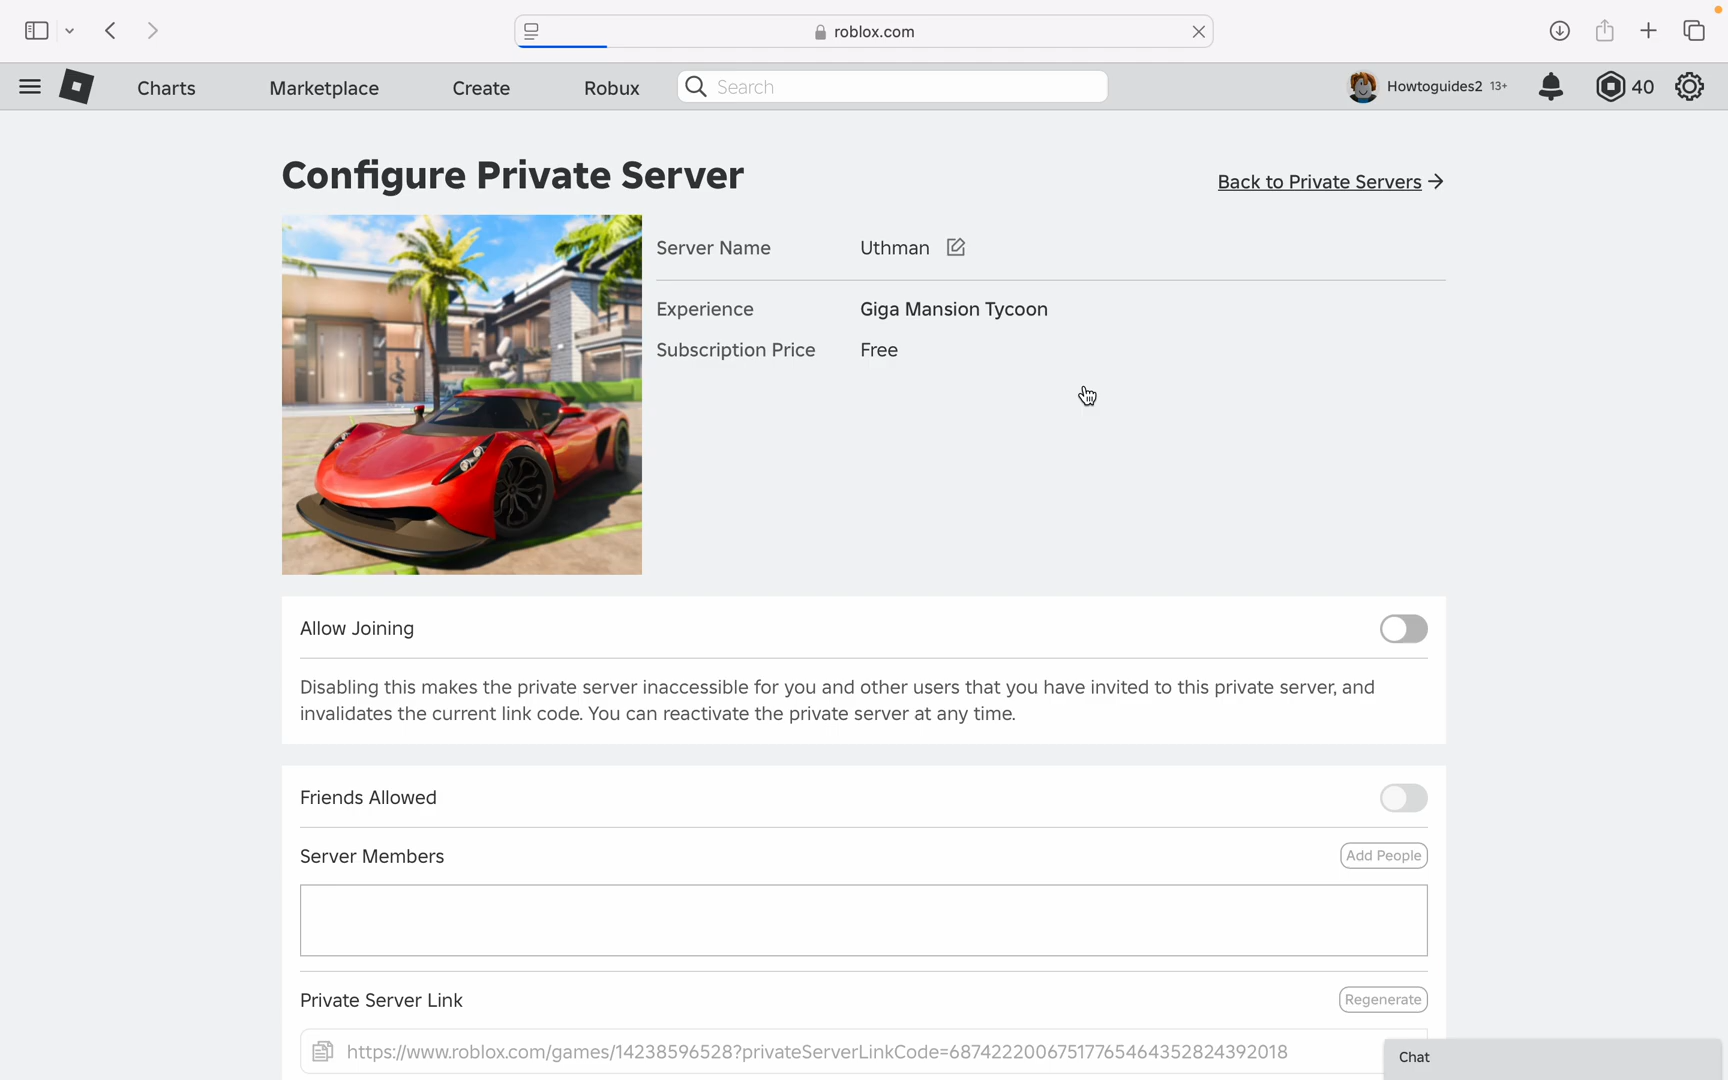 roblox.com
Charts
Marketplace
Create
Robux
Search
Howtoguides2 13+
40
Configure Private Server
Back to Private Servers →
Server Name Uthman
Experience Giga Mansion Tycoon
Subscription Price Free
Allow Joining
Disabling this makes the private server inaccessible for you and other users that you have invited to this private server, and
invalidates the current link code. You can reactivate the private server at any time.
Friends Allowed
Server Members
Add People
Private Server Link
Regenerate
https://www.roblox.com/games/14238596528?privateServerLinkCode=68742220067517765464352824392018
Chat